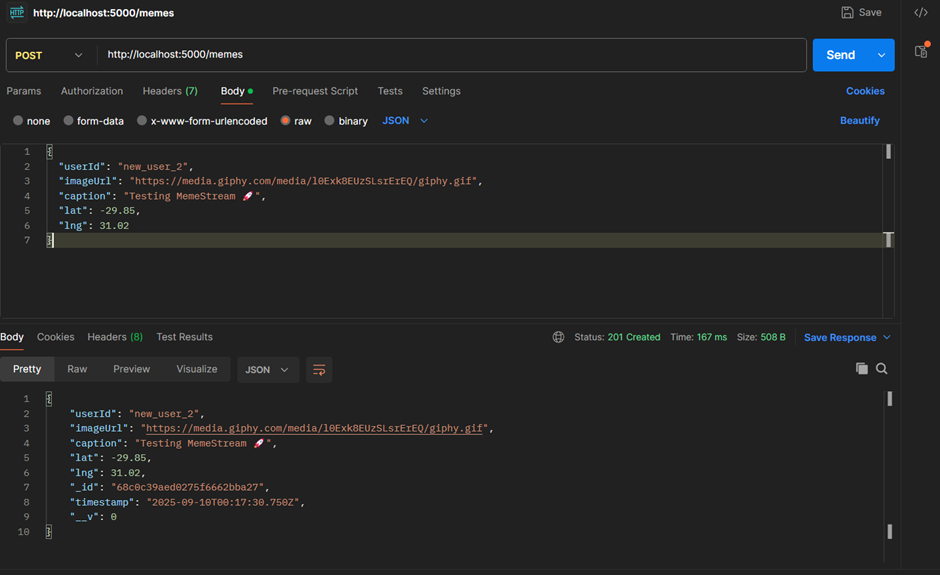 HTTP http://localhost:5000/memes Save </>
POST http://localhost:5000/memes Send
Params Authorization Headers (7) Body Pre-request Script Tests Settings Cookies
none form-data x-www-form-urlencoded raw binary JSON Beautify
1 {
2 "userId": "new_user_2",
3 "imageUrl": "https://media.giphy.com/media/l0Exk8EUzSLsrErEQ/giphy.gif",
4 "caption": "Testing MemeStream 🚀",
5 "lat": -29.85,
6 "lng": 31.02
7 }
Body Cookies Headers (8) Test Results Status: 201 Created Time: 167 ms Size: 508 B Save Response
Pretty Raw Preview Visualize JSON
1 {
2 "userId": "new_user_2",
3 "imageUrl": "https://media.giphy.com/media/l0Exk8EUzSLsrErEQ/giphy.gif",
4 "caption": "Testing MemeStream 🚀",
5 "lat": -29.85,
6 "lng": 31.02,
7 "_id": "68c0c39aed0275f6662bba27",
8 "timestamp": "2025-09-10T00:17:30.750Z",
9 "__v": 0
10 }